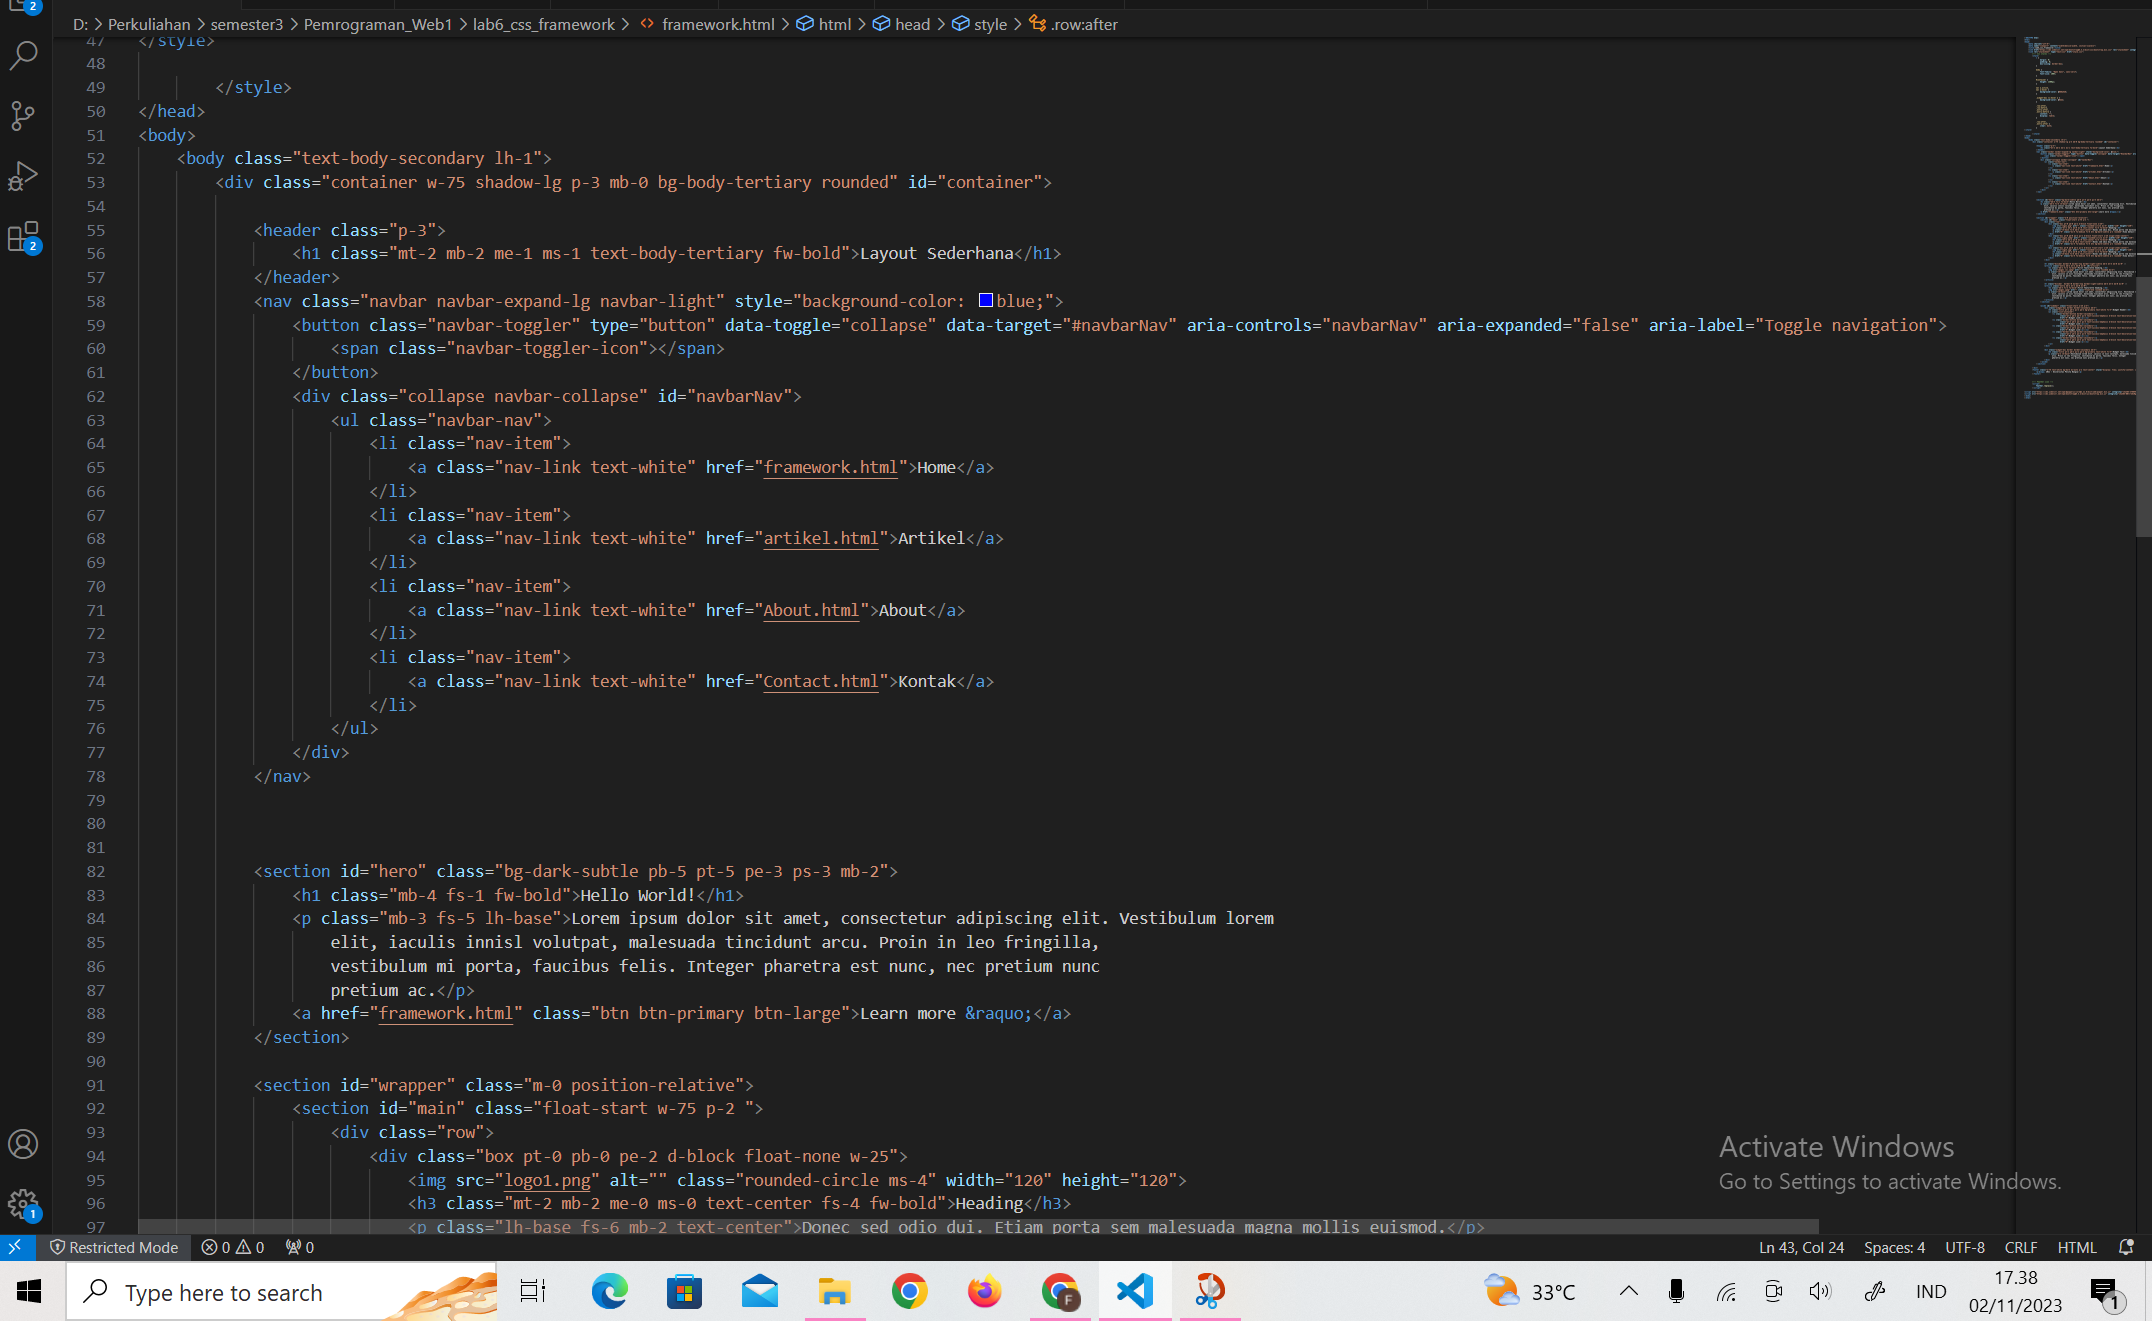 2
D: > Perkuliahan > semester3 > Pemrograman_Web1 > lab6_css_framework > <> framework.html > html > head > style > .row:after
47 </style>
48
49 </style>
50 </head>
51 <body>
52 <body class="text-body-secondary lh-1">
53 <div class="container w-75 shadow-lg p-3 mb-0 bg-body-tertiary rounded" id="container">
54
55 <header class="p-3">
56 <h1 class="mt-2 mb-2 me-1 ms-1 text-body-tertiary fw-bold">Layout Sederhana</h1>
57 </header>
58 <nav class="navbar navbar-expand-lg navbar-light" style="background-color: blue;">
59 <button class="navbar-toggler" type="button" data-toggle="collapse" data-target="#navbarNav" aria-controls="navbarNav" aria-expanded="false" aria-label="Toggle navigation">
60 <span class="navbar-toggler-icon"></span>
61 </button>
62 <div class="collapse navbar-collapse" id="navbarNav">
63 <ul class="navbar-nav">
64 <li class="nav-item">
65 <a class="nav-link text-white" href="framework.html">Home</a>
66 </li>
67 <li class="nav-item">
68 <a class="nav-link text-white" href="artikel.html">Artikel</a>
69 </li>
70 <li class="nav-item">
71 <a class="nav-link text-white" href="About.html">About</a>
72 </li>
73 <li class="nav-item">
74 <a class="nav-link text-white" href="Contact.html">Kontak</a>
75 </li>
76 </ul>
77 </div>
78 </nav>
79
80
81
82 <section id="hero" class="bg-dark-subtle pb-5 pt-5 pe-3 ps-3 mb-2">
83 <h1 class="mb-4 fs-1 fw-bold">Hello World!</h1>
84 <p class="mb-3 fs-5 lh-base">Lorem ipsum dolor sit amet, consectetur adipiscing elit. Vestibulum lorem
85 elit, iaculis innisl volutpat, malesuada tincidunt arcu. Proin in leo fringilla,
86 vestibulum mi porta, faucibus felis. Integer pharetra est nunc, nec pretium nunc
87 pretium ac.</p>
88 <a href="framework.html" class="btn btn-primary btn-large">Learn more &raquo;</a>
89 </section>
90
91 <section id="wrapper" class="m-0 position-relative">
92 <section id="main" class="float-start w-75 p-2 ">
93 <div class="row">
94 <div class="box pt-0 pb-0 pe-2 d-block float-none w-25">
95 <img src="logo1.png" alt="" class="rounded-circle ms-4" width="120" height="120">
96 <h3 class="mt-2 mb-2 me-0 ms-0 text-center fs-4 fw-bold">Heading</h3>
97 <p class="lh-base fs-6 mb-2 text-center">Donec sed odio dui. Etiam porta sem malesuada magna mollis euismod.</p>
2
1
Activate Windows
Go to Settings to activate Windows.
Restricted Mode 0 0 0 Ln 43, Col 24 Spaces: 4 UTF-8 CRLF HTML
Type here to search F 33°C IND 17.38
02/11/2023
1